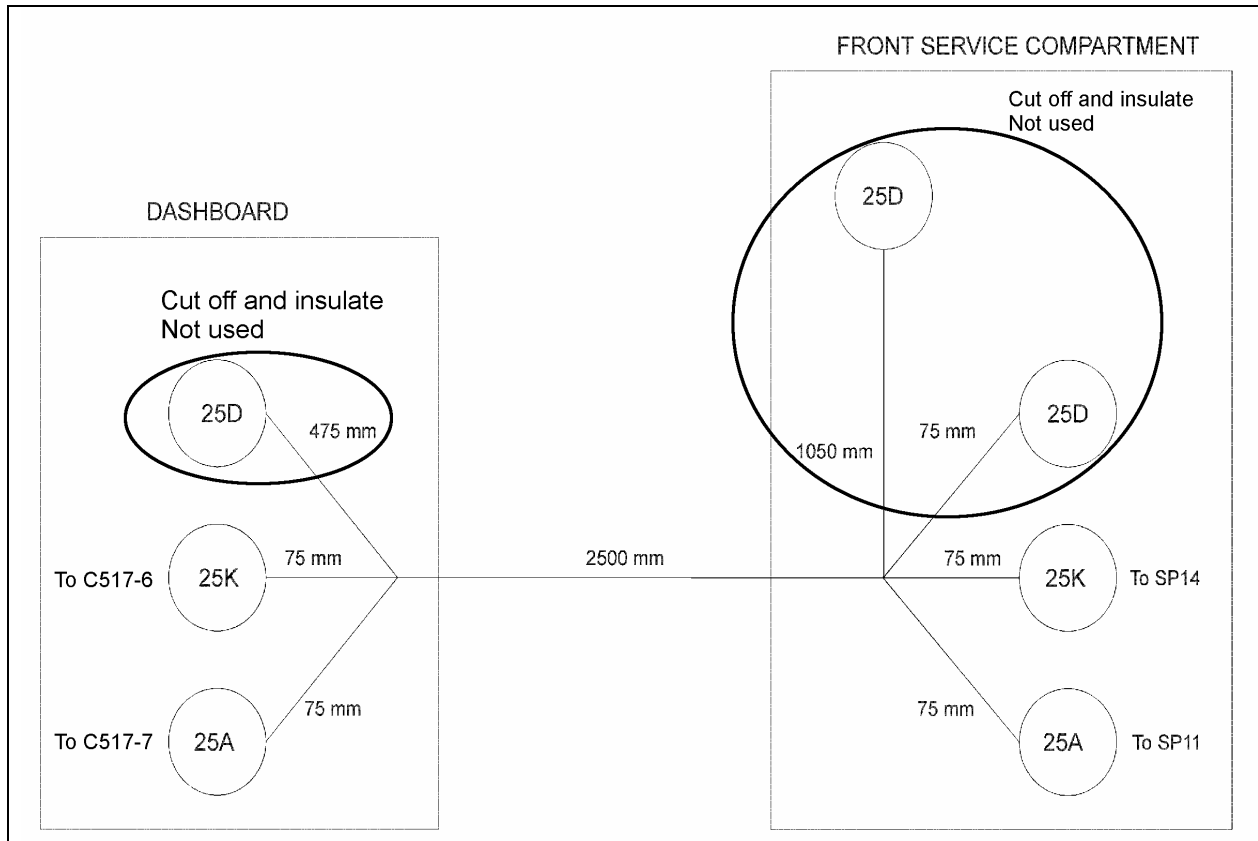 FRONT SERVICE COMPARTMENT
Cut off and insulate
Not used
25D
DASHBOARD
Cut off and insulate
Not used
25D
475 mm
1050 mm
75 mm
25D
To C517-6
25K
75 mm
2500 mm
75 mm
25K
To SP14
To C517-7
25A
75 mm
75 mm
25A
To SP11